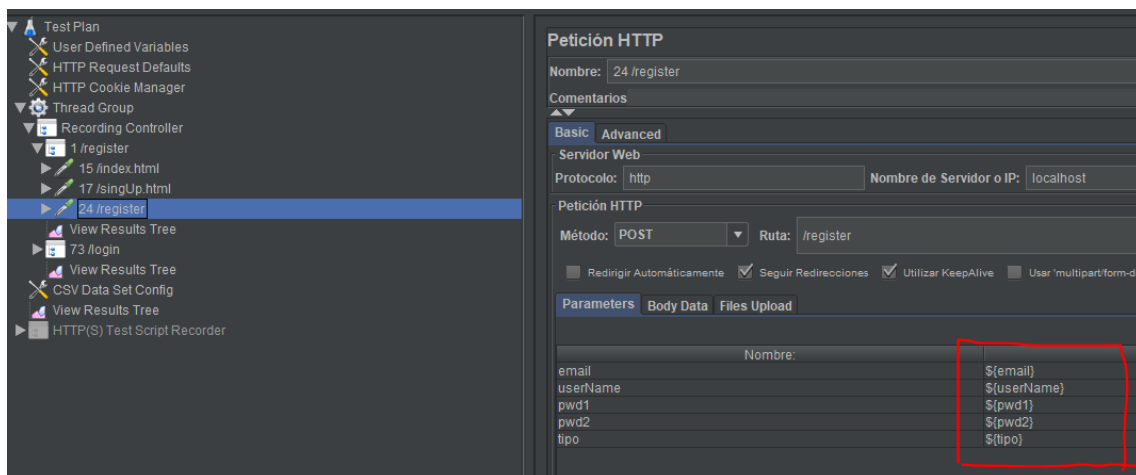 Test Plan
User Defined Variables
HTTP Request Defaults
HTTP Cookie Manager
Thread Group
Recording Controller
1 /register
15 /index.html
17 /singUp.html
24 /register
View Results Tree
73 /login
View Results Tree
CSV Data Set Config
View Results Tree
HTTP(S) Test Script Recorder
Petición HTTP
Nombre: 24 /register
Comentarios
Basic Advanced
Servidor Web
Protocolo: http Nombre de Servidor o IP: localhost
Petición HTTP
Método: POST Ruta: /register
Redirigir Automáticamente Seguir Redirecciones Utilizar KeepAlive Usar 'multipart/form-d
Parameters Body Data Files Upload
Nombre:
email ${email}
userName ${userName}
pwd1 ${pwd1}
pwd2 ${pwd2}
tipo ${tipo}